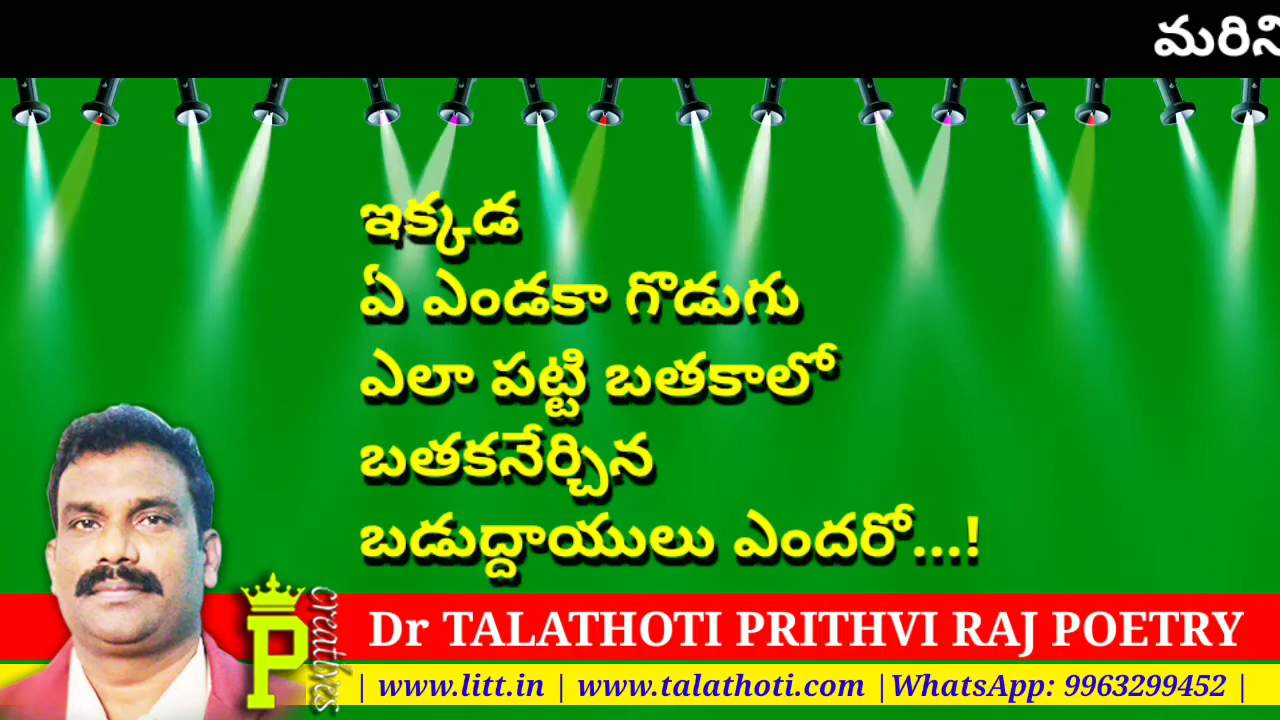 మరిని
ఇక్కడ
ఏ ఎండకా గొడుగు
ఎలా పట్టి బతకాలో
బతకనేర్చిన
బడుద్దాయులు ఎందరో...!
P creatives
Dr TALATHOTI PRITHVI RAJ POETRY
| www.litt.in | www.talathoti.com |WhatsApp: 9963299452 |